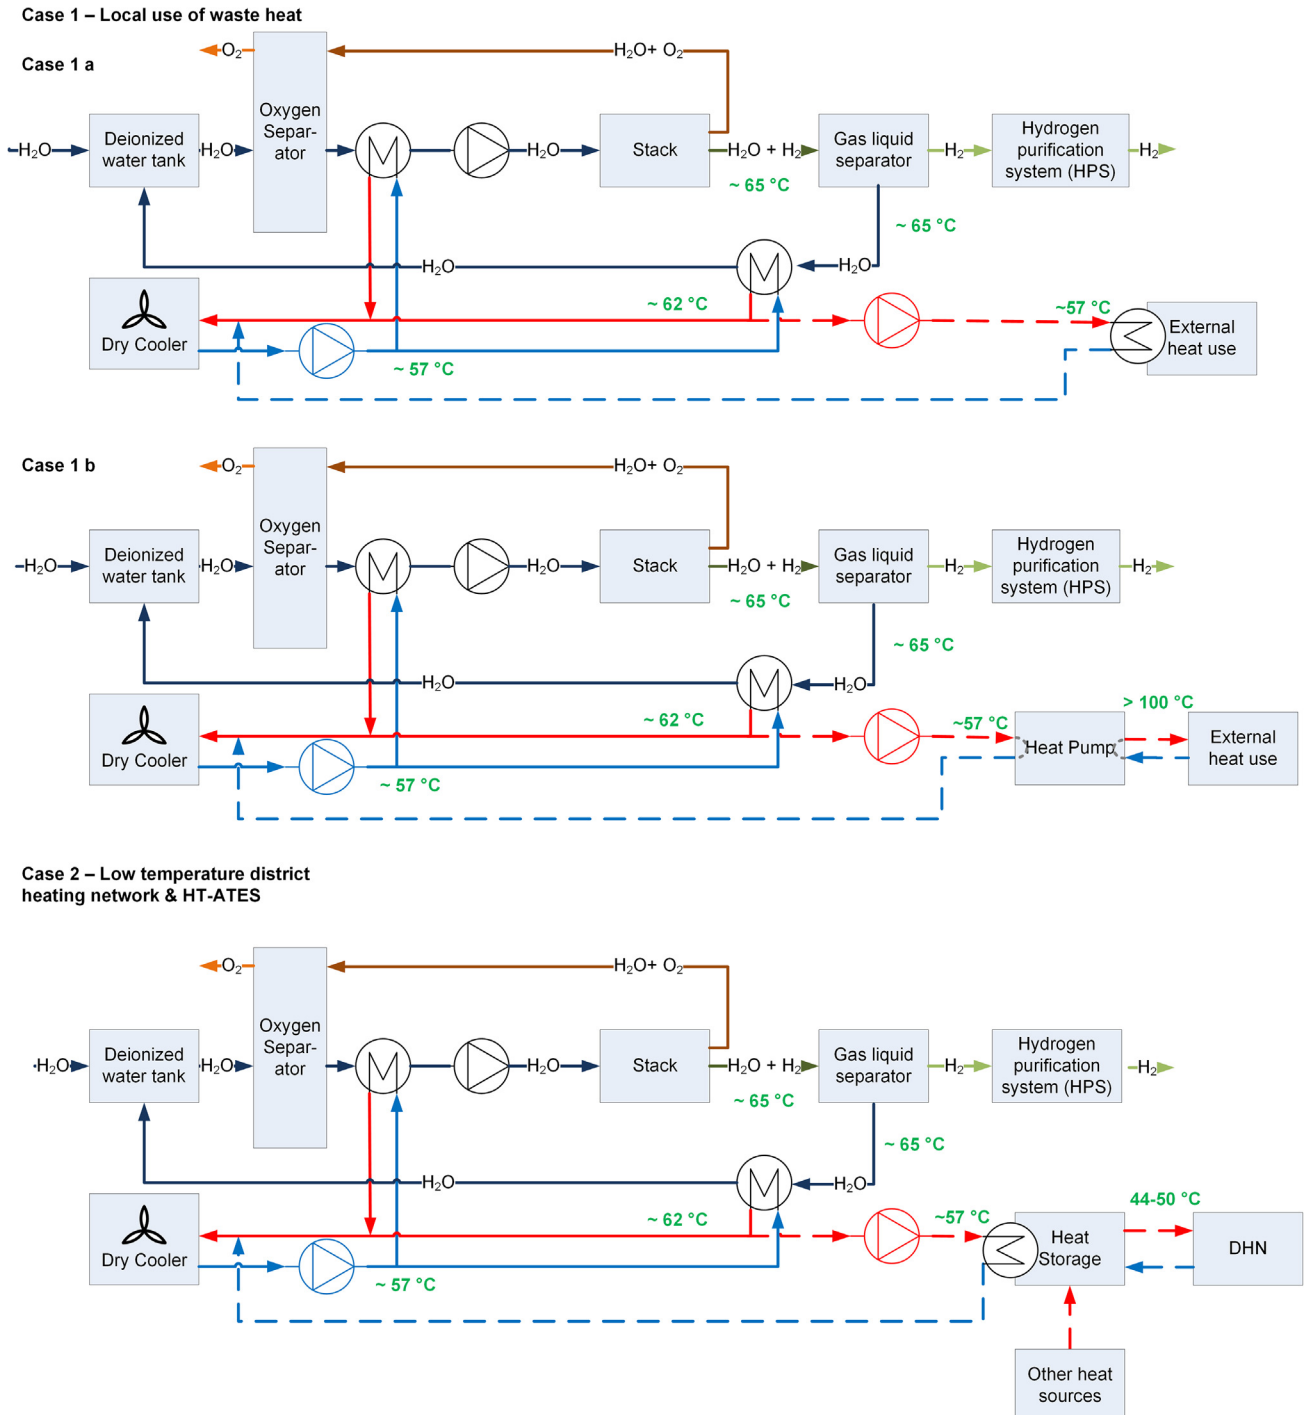 Case 1 – Local use of waste heat
Case 1 a
O₂
H₂O+ O₂
Oxygen
Separ-
ator
H₂O
Deionized
water tank
H₂O
H₂O
Stack
H₂O + H₂
~ 65 °C
Gas liquid
separator
H₂
Hydrogen
purification
system (HPS)
H₂
~ 65 °C
H₂O
H₂O
~ 62 °C
~57 °C
Dry Cooler
~ 57 °C
External
heat use
Case 1 b
O₂
H₂O+ O₂
Oxygen
Separ-
ator
H₂O
Deionized
water tank
H₂O
H₂O
Stack
H₂O + H₂
~ 65 °C
Gas liquid
separator
H₂
Hydrogen
purification
system (HPS)
H₂
~ 65 °C
H₂O
H₂O
~ 62 °C
~57 °C
> 100 °C
Dry Cooler
~ 57 °C
Heat Pump
External
heat use
Case 2 – Low temperature district
heating network & HT-ATES
O₂
H₂O+ O₂
Oxygen
Separ-
ator
H₂O
Deionized
water tank
H₂O
H₂O
Stack
H₂O + H₂
~ 65 °C
Gas liquid
separator
H₂
Hydrogen
purification
system (HPS)
H₂
~ 65 °C
H₂O
H₂O
~ 62 °C
~57 °C
44-50 °C
Dry Cooler
~ 57 °C
Heat
Storage
DHN
Other heat
sources